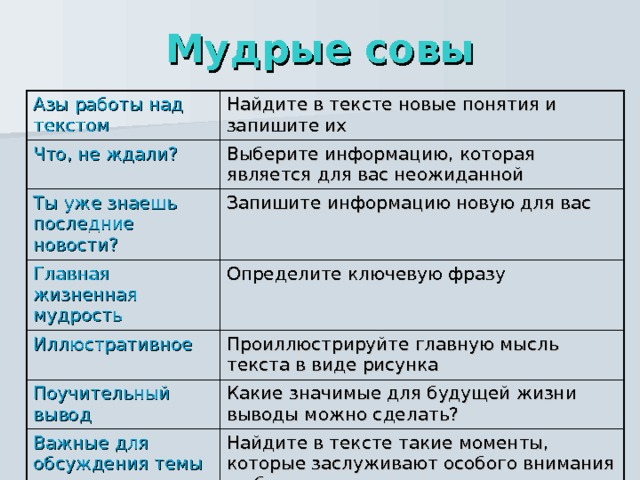 Мудрые совы
Азы работы над
текстом
Найдите в тексте новые понятия и
запишите их
Что, не ждали?
Выберите информацию, которая
является для вас неожиданной
Ты уже знаешь
последние
новости?
Запишите информацию новую для вас
Главная
жизненная
мудрость
Определите ключевую фразу
Иллюстративное
Проиллюстрируйте главную мысль
текста в виде рисунка
Поучительный
вывод
Какие значимые для будущей жизни
выводы можно сделать?
Важные для
обсуждения темы
Найдите в тексте такие моменты,
которые заслуживают особого внимания